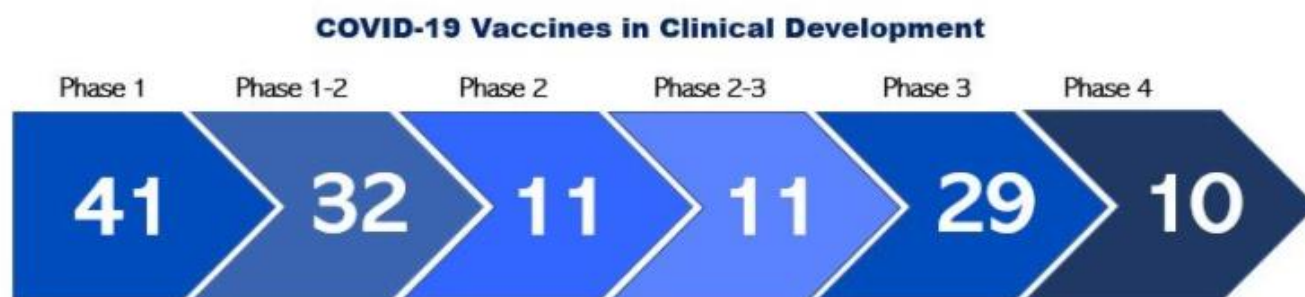 COVID-19 Vaccines in Clinical Development
Phase 1 Phase 1-2 Phase 2 Phase 2-3 Phase 3 Phase 4
41 32 11 11 29 10